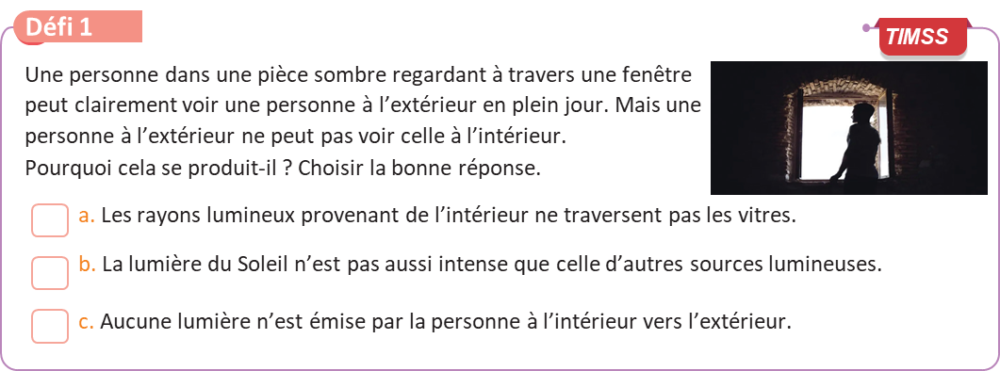 Défi 1
TIMSS
Une personne dans une pièce sombre regardant à travers une fenêtre
peut clairement voir une personne à l’extérieur en plein jour. Mais une
personne à l’extérieur ne peut pas voir celle à l’intérieur.
Pourquoi cela se produit-il ? Choisir la bonne réponse.
a. Les rayons lumineux provenant de l’intérieur ne traversent pas les vitres.
b. La lumière du Soleil n’est pas aussi intense que celle d’autres sources lumineuses.
c. Aucune lumière n’est émise par la personne à l’intérieur vers l’extérieur.